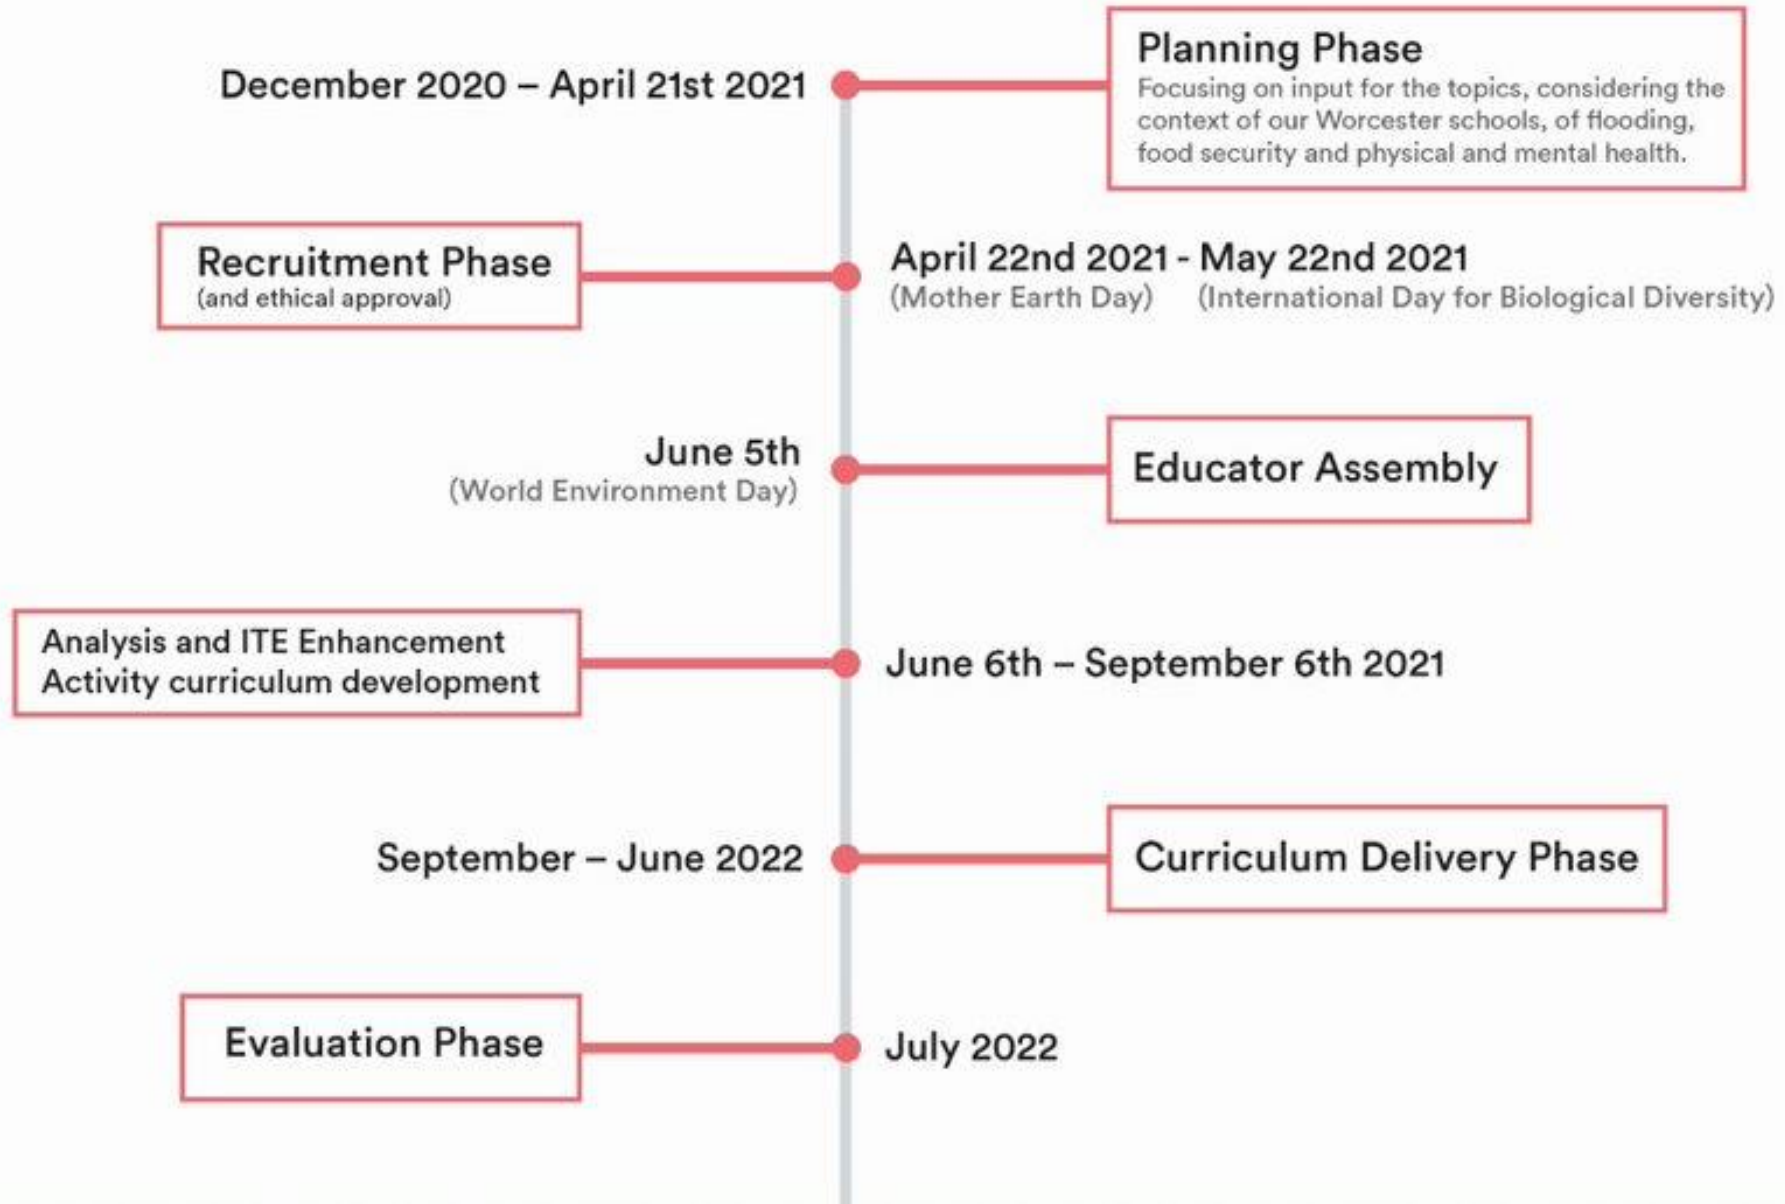 December 2020 – April 21st 2021
Planning Phase
Focusing on input for the topics, considering the
context of our Worcester schools, of flooding,
food security and physical and mental health.
Recruitment Phase
(and ethical approval)
April 22nd 2021 - May 22nd 2021
(Mother Earth Day) (International Day for Biological Diversity)
June 5th
(World Environment Day)
Educator Assembly
Analysis and ITE Enhancement
Activity curriculum development
June 6th – September 6th 2021
September – June 2022
Curriculum Delivery Phase
Evaluation Phase
July 2022